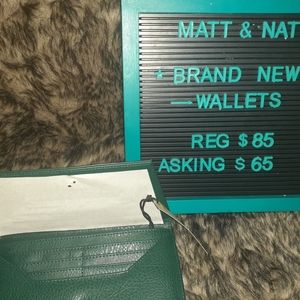 MATT & NAT
* BRAND NEW
— WALLETS
REG $85
ASKING $65